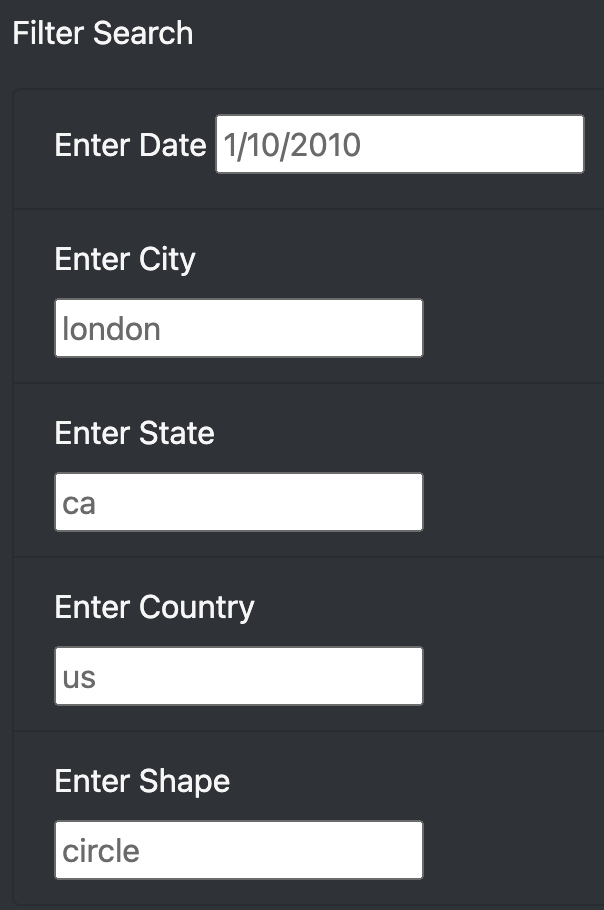 Filter Search
Enter Date 1/10/2010
Enter City
london
Enter State
ca
Enter Country
us
Enter Shape
circle